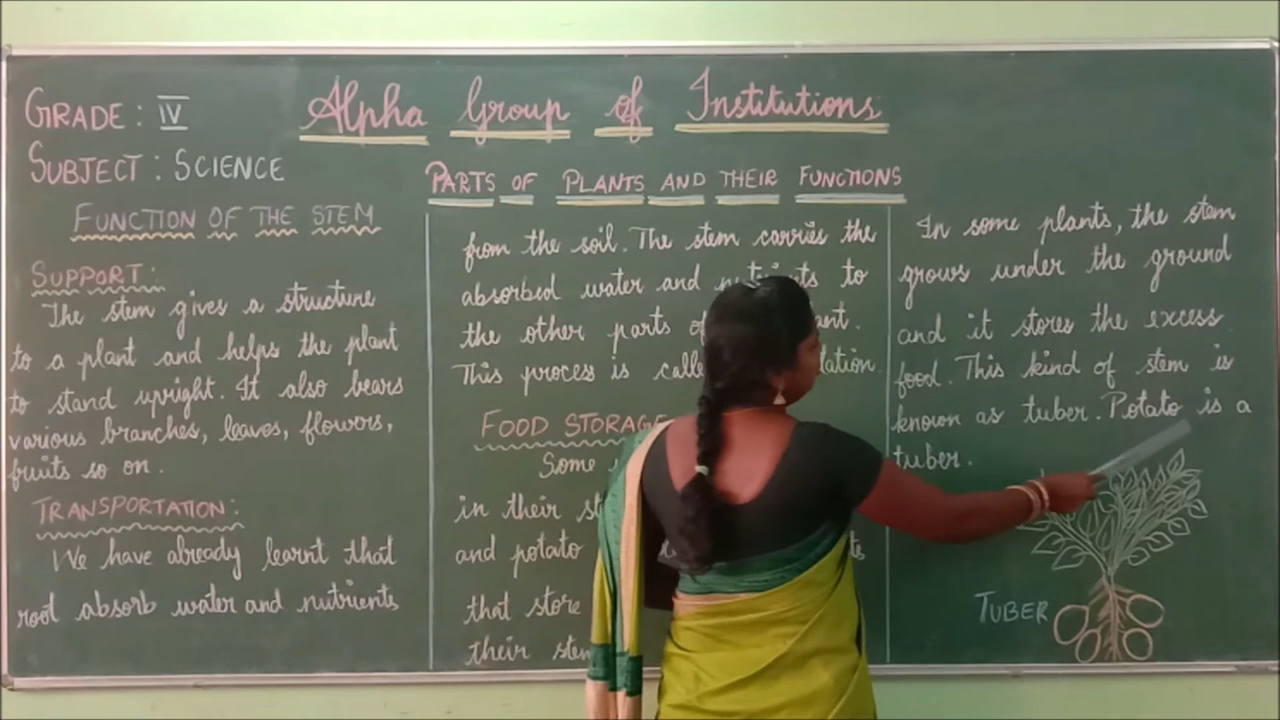 GRADE : IV
Alpha Group of Institutions
SUBJECT : SCIENCE
PARTS OF PLANTS AND THEIR FUNCTIONS
FUNCTION OF THE STEM
SUPPORT :
The stem gives a structure
to a plant and helps the plant
to stand upright. It also bears
various branches, leaves, flowers,
fruits so on.
TRANSPORTATION :
We have already learnt that
root absorb water and nutrients
from the soil. The stem carries the
absorbed water and nutrients to
the other parts
This process is
FOOD STORAGE
Some
in their
and potato
that store
their
In some plants, the stem
grows under the ground
and it stores the excess
food. This kind of stem is
known as tuber. Potato is a
tuber.
TUBER